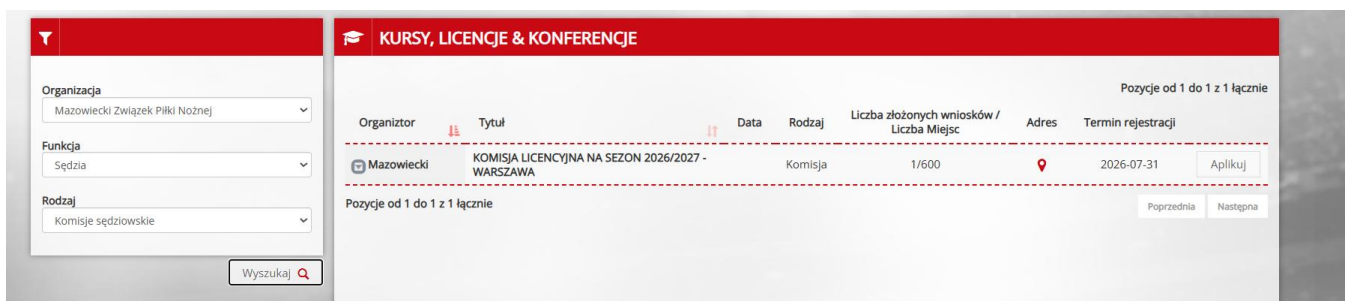 KURSY, LICENCJE & KONFERENCJE
Organizacja
Mazowiecki Związek Piłki Nożnej
Funkcja
Sędzia
Rodzaj
Komisje sędziowskie
Wyszukaj
Pozycje od 1 do 1 z 1 łącznie
Organiztor Tytuł Data Rodzaj Liczba złożonych wniosków / Liczba Miejsc Adres Termin rejestracji
Mazowiecki KOMISJA LICENCYJNA NA SEZON 2026/2027 - WARSZAWA Komisja 1/600 2026-07-31 Aplikuj
Pozycje od 1 do 1 z 1 łącznie
Poprzednia Następna